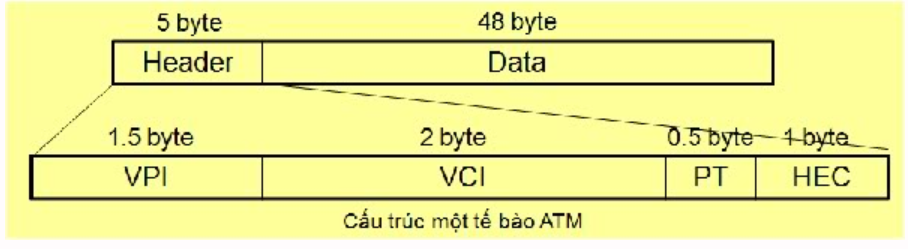 5 byte 48 byte
Header Data
1.5 byte 2 byte 0.5 byte 1 byte
VPI VCI PT HEC
Cấu trúc một tế bào ATM